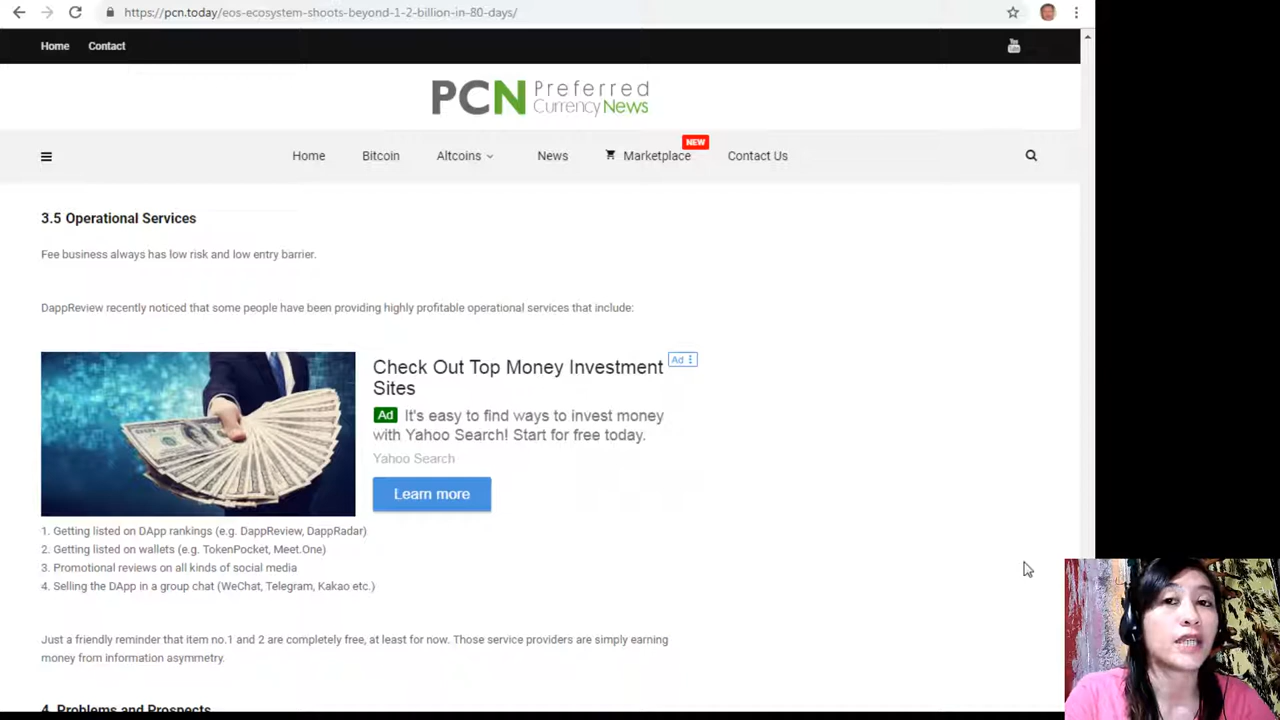 https://pcn.today/eos-ecosystem-shoots-beyond-1-2-billion-in-80-days/
Home Contact
You Tube
PCN Preferred Currency News
NEW
Home Bitcoin Altcoins News Marketplace Contact Us
3.5 Operational Services
Fee business always has low risk and low entry barrier.
DappReview recently noticed that some people have been providing highly profitable operational services that include:
Check Out Top Money Investment
Sites
Ad
Ad It's easy to find ways to invest money
with Yahoo Search! Start for free today.
Yahoo Search
Learn more
1. Getting listed on DApp rankings (e.g. DappReview, DappRadar)
2. Getting listed on wallets (e.g. TokenPocket, Meet.One)
3. Promotional reviews on all kinds of social media
4. Selling the DApp in a group chat (WeChat, Telegram, Kakao etc.)
Just a friendly reminder that item no.1 and 2 are completely free, at least for now. Those service providers are simply earning
money from information asymmetry.
4. Problems and Prospects